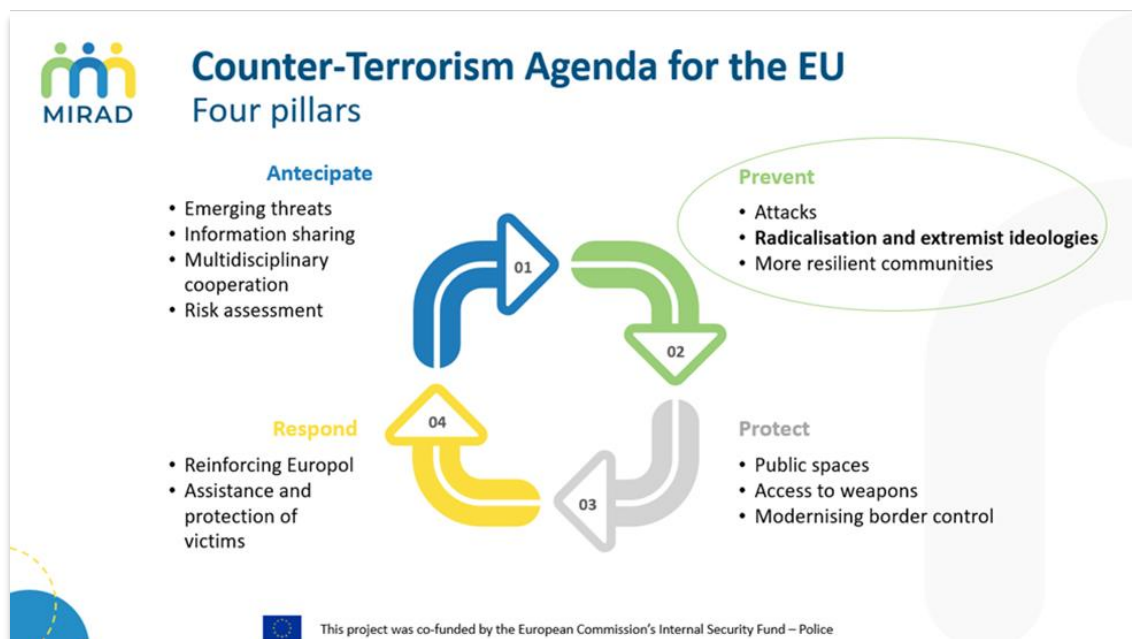 MIRAD
Counter-Terrorism Agenda for the EU
Four pillars
Antecipate
• Emerging threats
• Information sharing
• Multidisciplinary
cooperation
• Risk assessment
01
Prevent
• Attacks
• Radicalisation and extremist ideologies
• More resilient communities
02
Respond
• Reinforcing Europol
• Assistance and
protection of
victims
04
Protect
• Public spaces
• Access to weapons
• Modernising border control
03
This project was co-funded by the European Commission's Internal Security Fund – Police